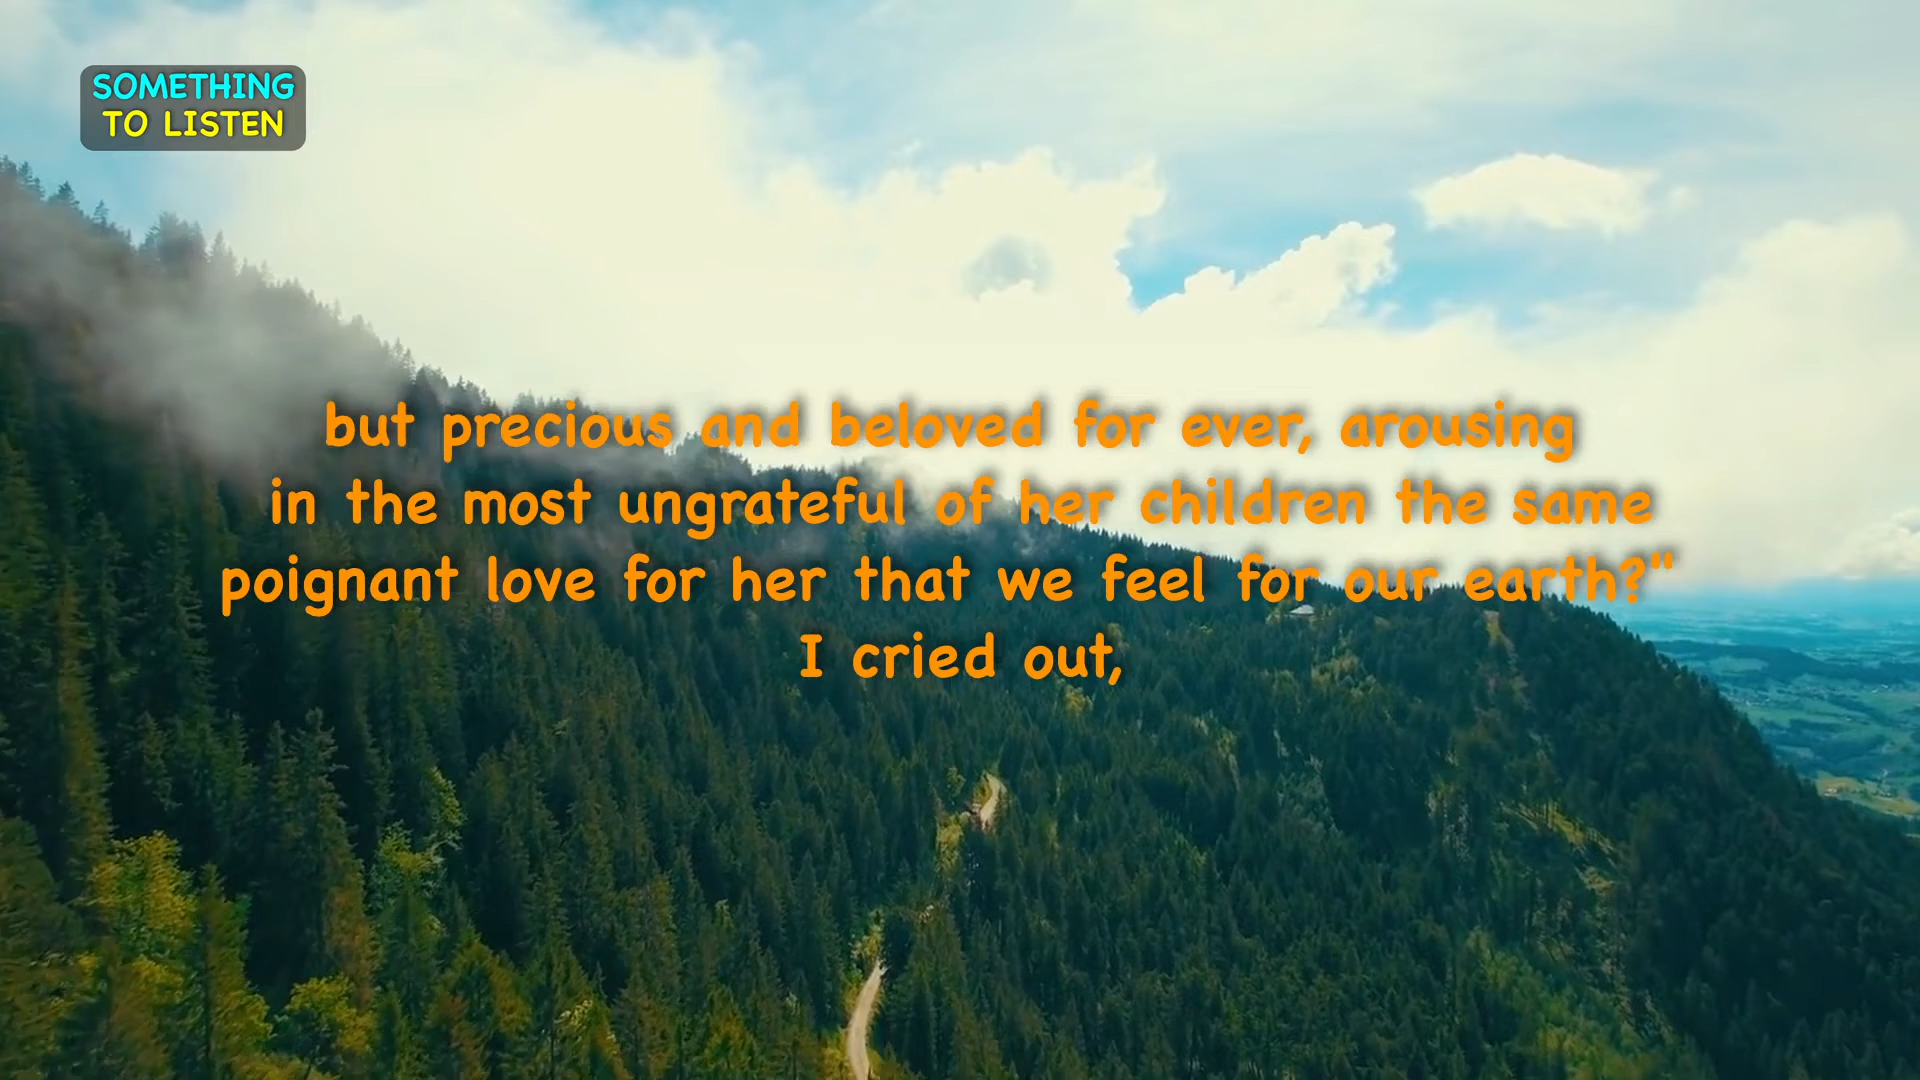 SOMETHING
TO LISTEN
but precious and beloved for ever, arousing
in the most ungrateful of her children the same
poignant love for her that we feel for our earth?"
I cried out,